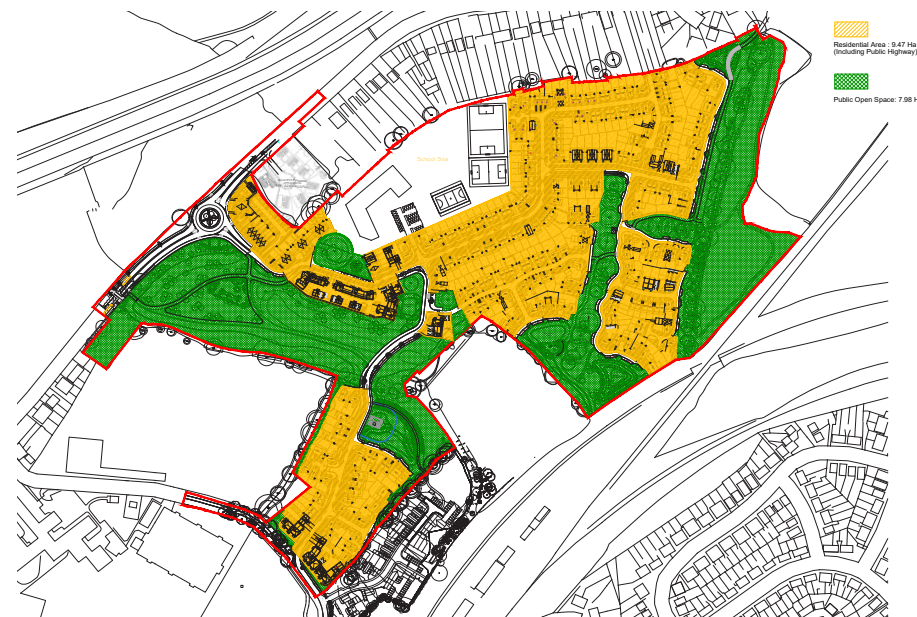 Residential Area : 9.47 Ha
(Including Public Highway)
Public Open Space: 7.98 H
School Site